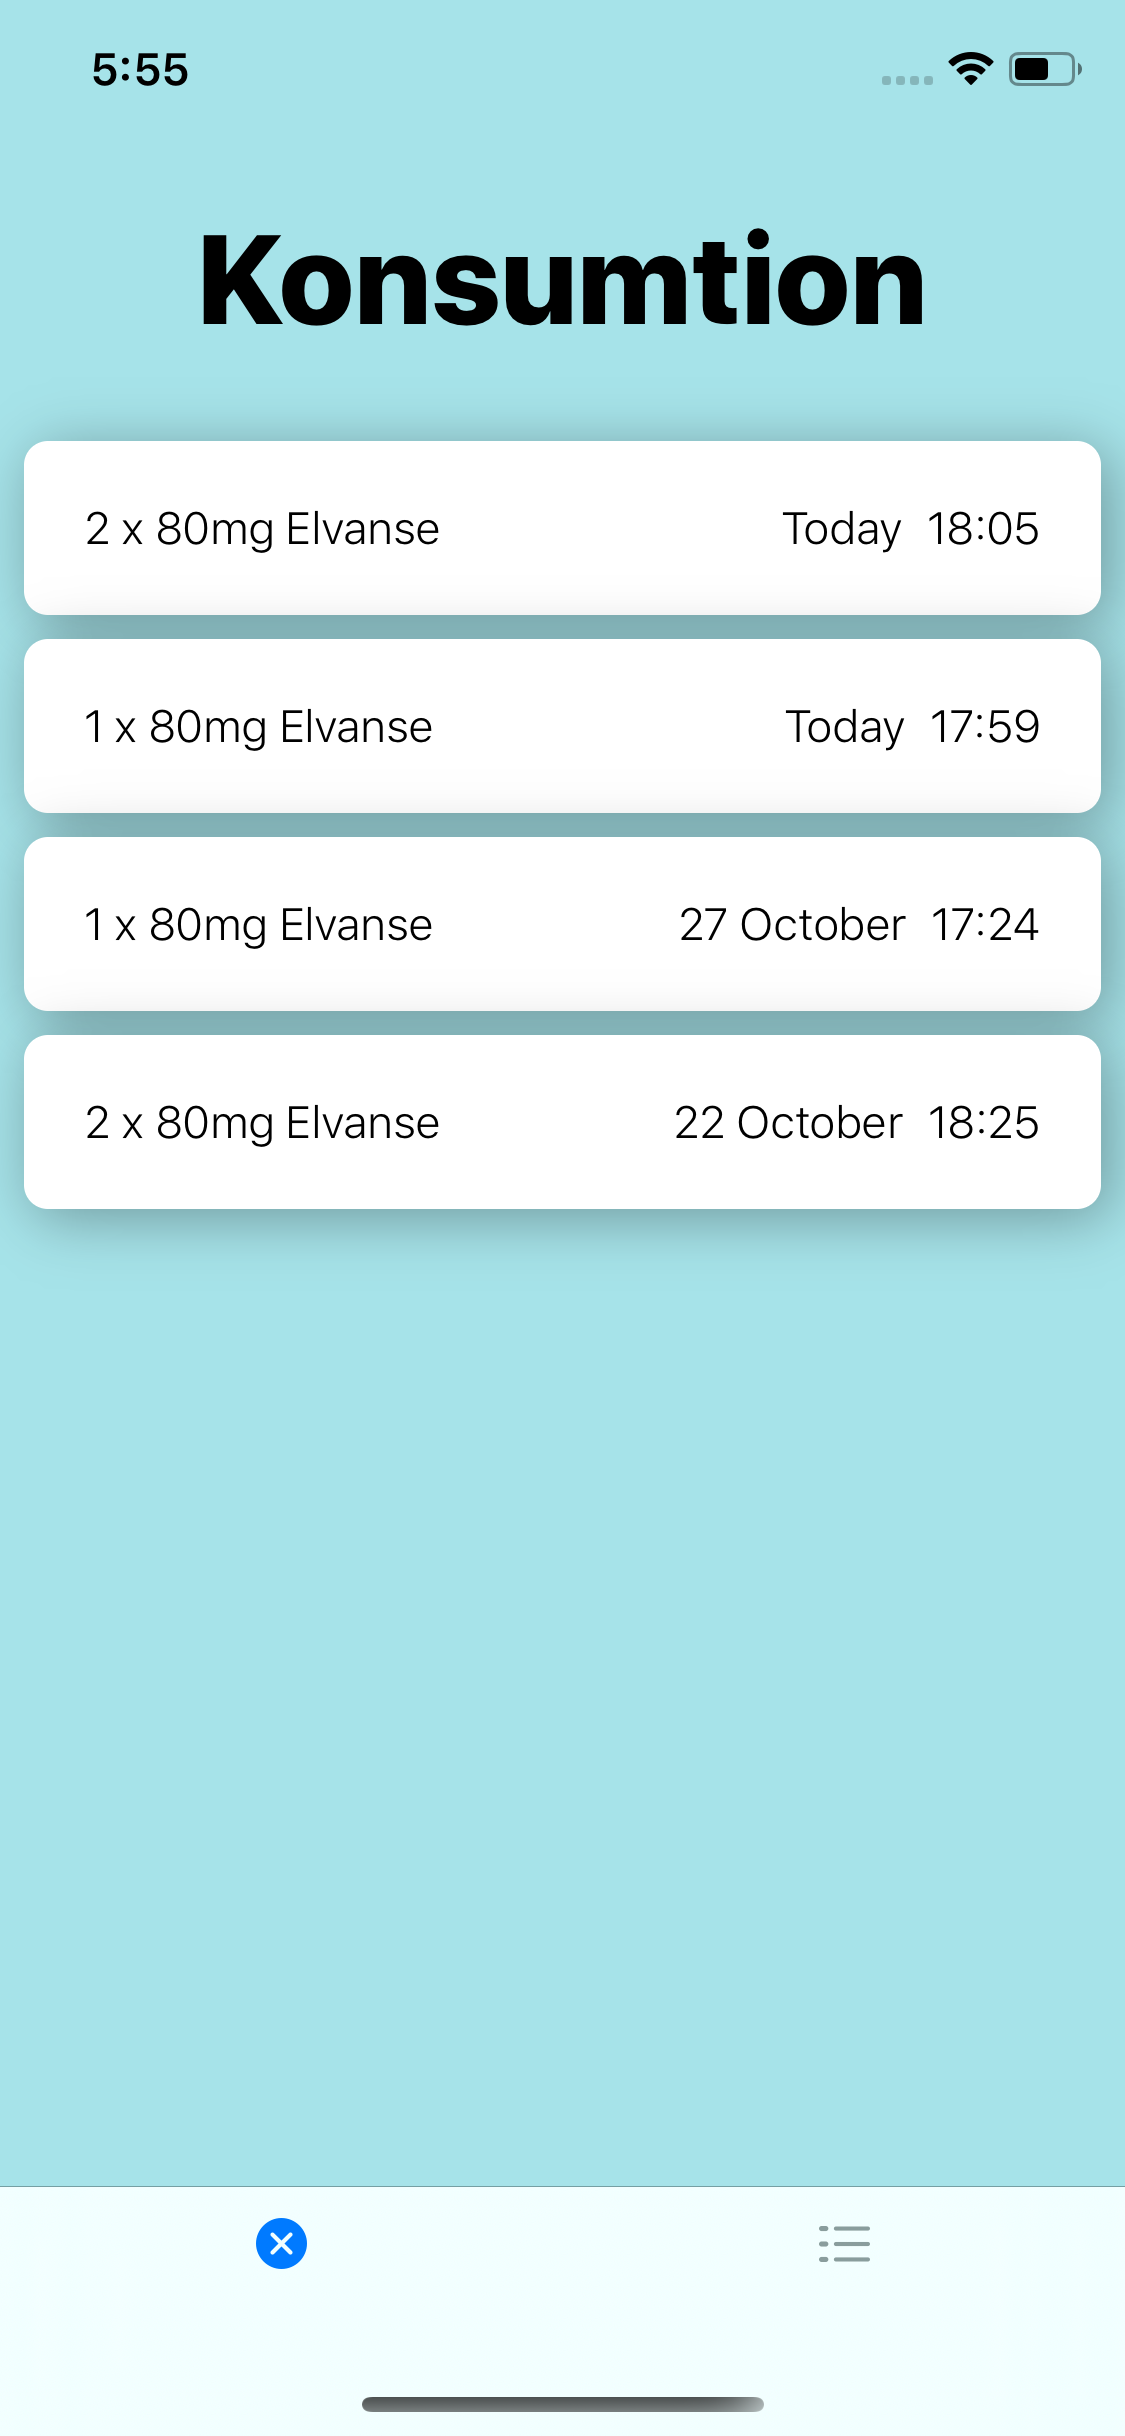 5:55
Konsumtion
2 x 80mg Elvanse Today 18:05
1 x 80mg Elvanse Today 17:59
1 x 80mg Elvanse 27 October 17:24
2 x 80mg Elvanse 22 October 18:25